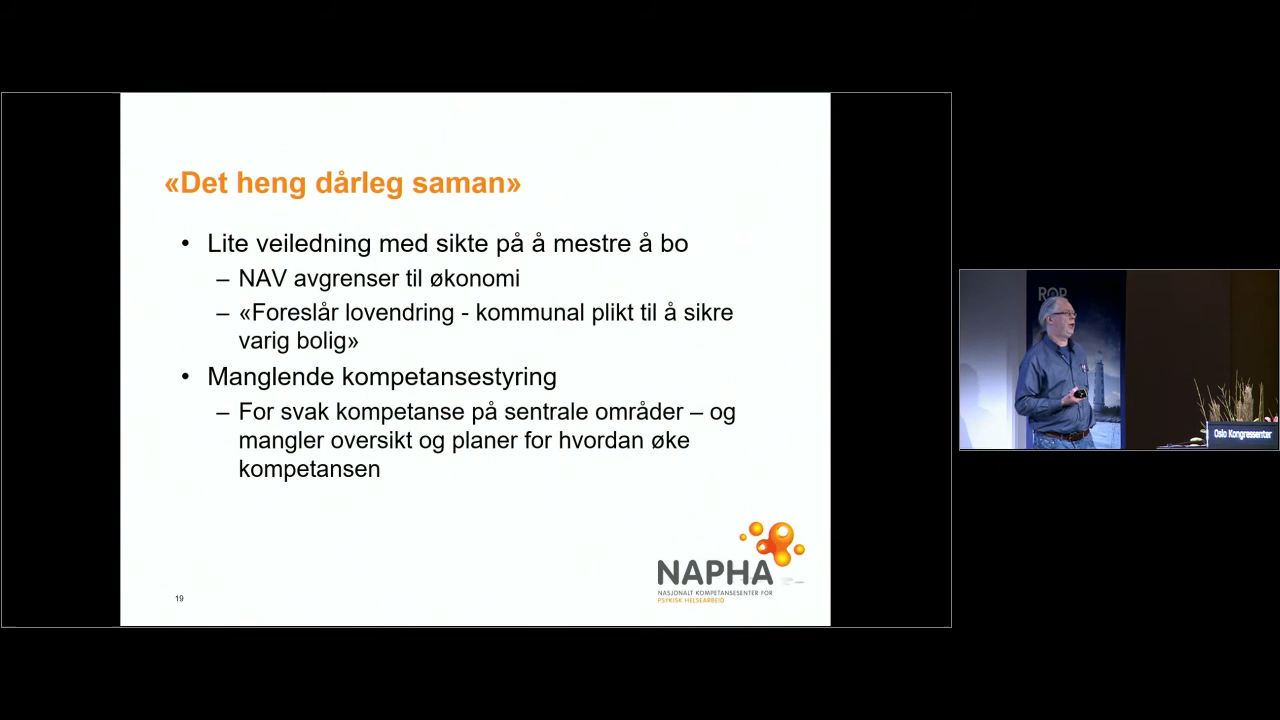 «Det heng dårleg saman»
• Lite veiledning med sikte på å mestre å bo
– NAV avgrenser til økonomi
– «Foreslår lovendring - kommunal plikt til å sikre
varig bolig»
• Manglende kompetansestyring
– For svak kompetanse på sentrale områder – og
mangler oversikt og planer for hvordan øke
kompetansen
NAPHA
NASJONALT KOMPETANSESENTER FOR
PSYKISK HELSEARBEID
19
ROP
Oslo Kongressenter